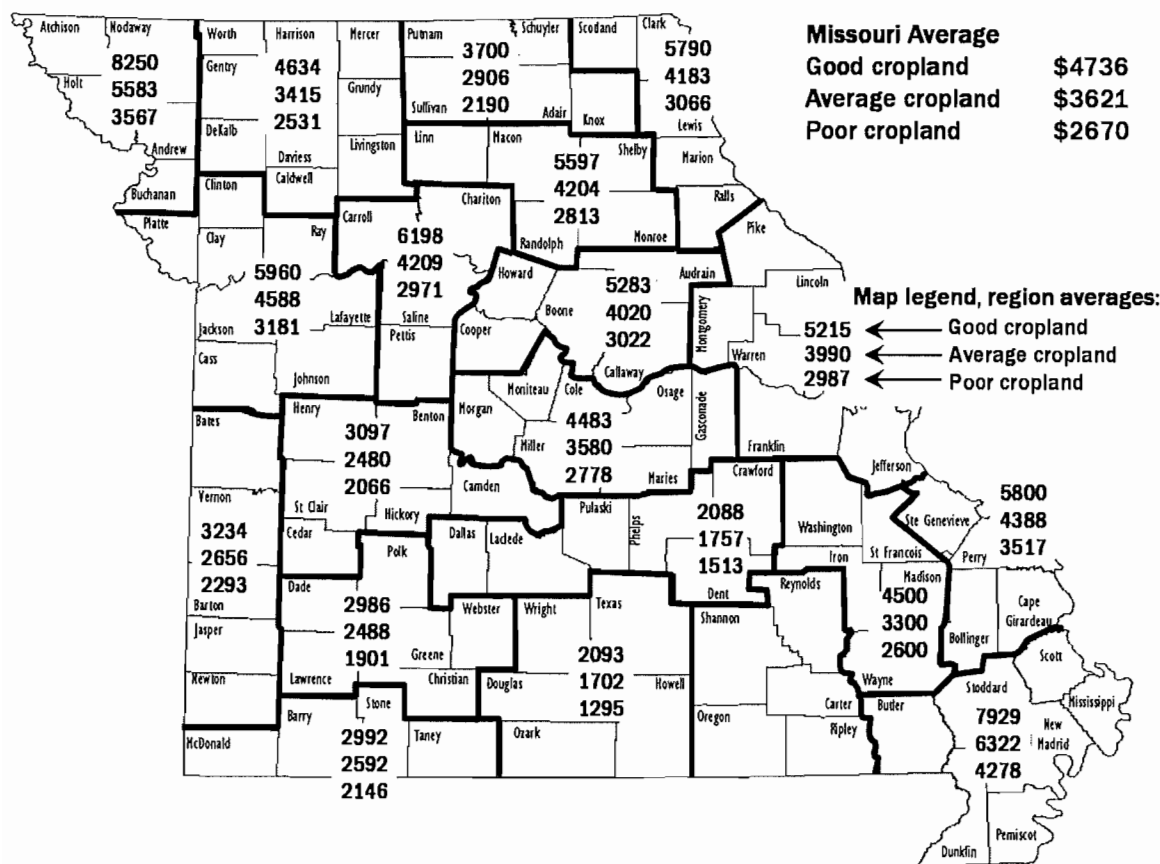 Atchison
Nodaway
8250
5583
3567
Holt
Andrew
Buchanan
Worth
Harrison
Mercer
Gentry
4634
3415
2531
Grundy
DeKalb
Daviess
Livingston
Caldwell
Putnam
Schuyler
3700
2906
2190
Sullivan
Adair
Scotland
Clark
5790
4183
3066
Knox
Lewis
Marion
Ralls
Linn
Macon
Shelby
5597
4204
2813
Chariton
Randolph
Monroe
Missouri Average
Good cropland $4736
Average cropland $3621
Poor cropland $2670
Clinton
Platte
Clay
Ray
5960
4588
3181
Jackson
Lafayette
Cass
Johnson
Carroll
6198
4209
2971
Saline
Pettis
Howard
Boone
Cooper
5283
4020
3022
Audrain
Callaway
Pike
Lincoln
Montgomery
Warren
Map legend, region averages:
5215 Good cropland
3990 Average cropland
2987 Poor cropland
Franklin
Jefferson
Moniteau
Cole
Osage
Gasconade
Morgan
Miller
4483
3580
2778
Maries
Bates
Vernon
3234
2656
2293
Barton
Jasper
Newton
Henry
Benton
3097
2480
2066
St Clair
Hickory
Cedar
Camden
Pulaski
Phelps
Crawford
2088
1757
1513
Dent
Washington
Iron
St Francois
Reynolds
Madison
4500
3300
2600
Wayne
Ste Genevieve
5800
4388
3517
Perry
Bollinger
Cape
Girardeau
Polk
Dallas
Laclede
Dade
2986
2488
1901
Greene
Webster
Lawrence
Christian
Wright
Texas
2093
1702
1295
Douglas
Howell
Ozark
Shannon
Oregon
Carter
Ripley
Butler
McDonald
Barry
Stone
2992
2592
2146
Taney
Scott
Stoddard
Mississippi
7929
6322
4278
New
Madrid
Pemiscot
Dunklin